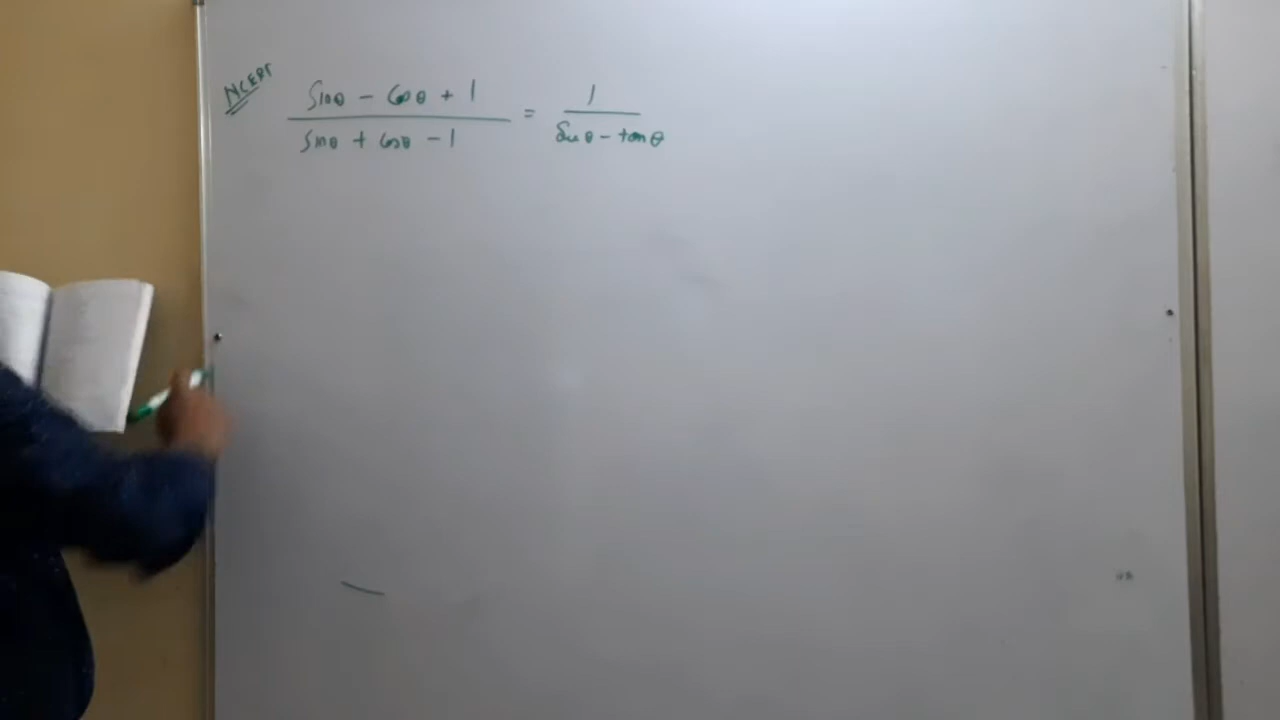 NCERT
sinθ - cosθ + 1 / sinθ + cosθ - 1 = 1 / secθ - tanθ